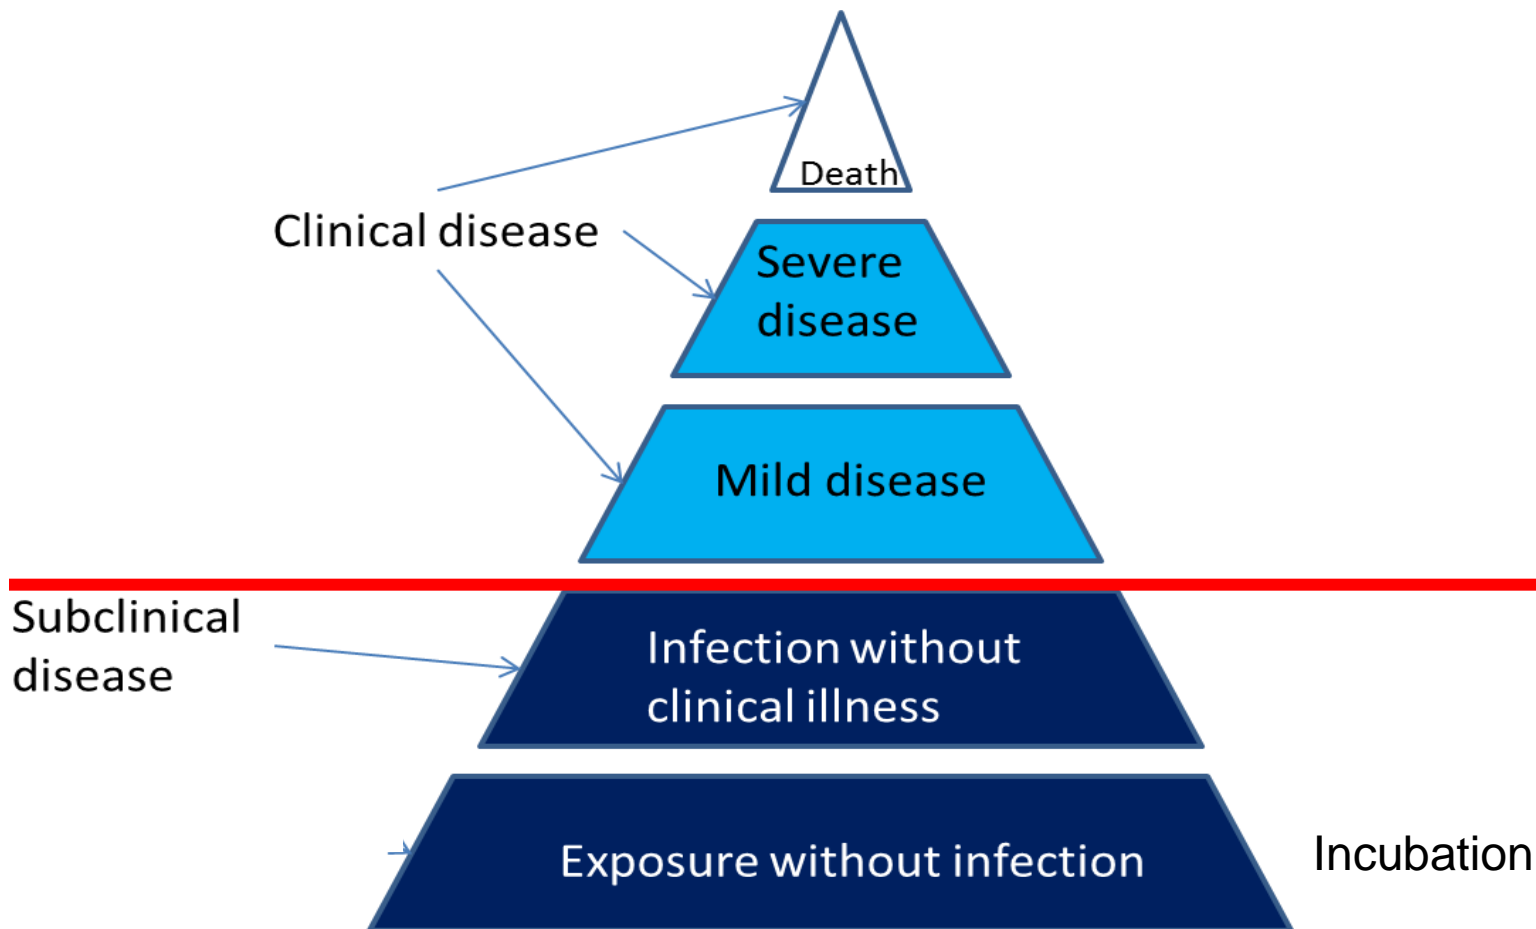 Death
Clinical disease
Severe
disease
Mild disease
Subclinical
disease
Infection without
clinical illness
Exposure without infection
Incubation